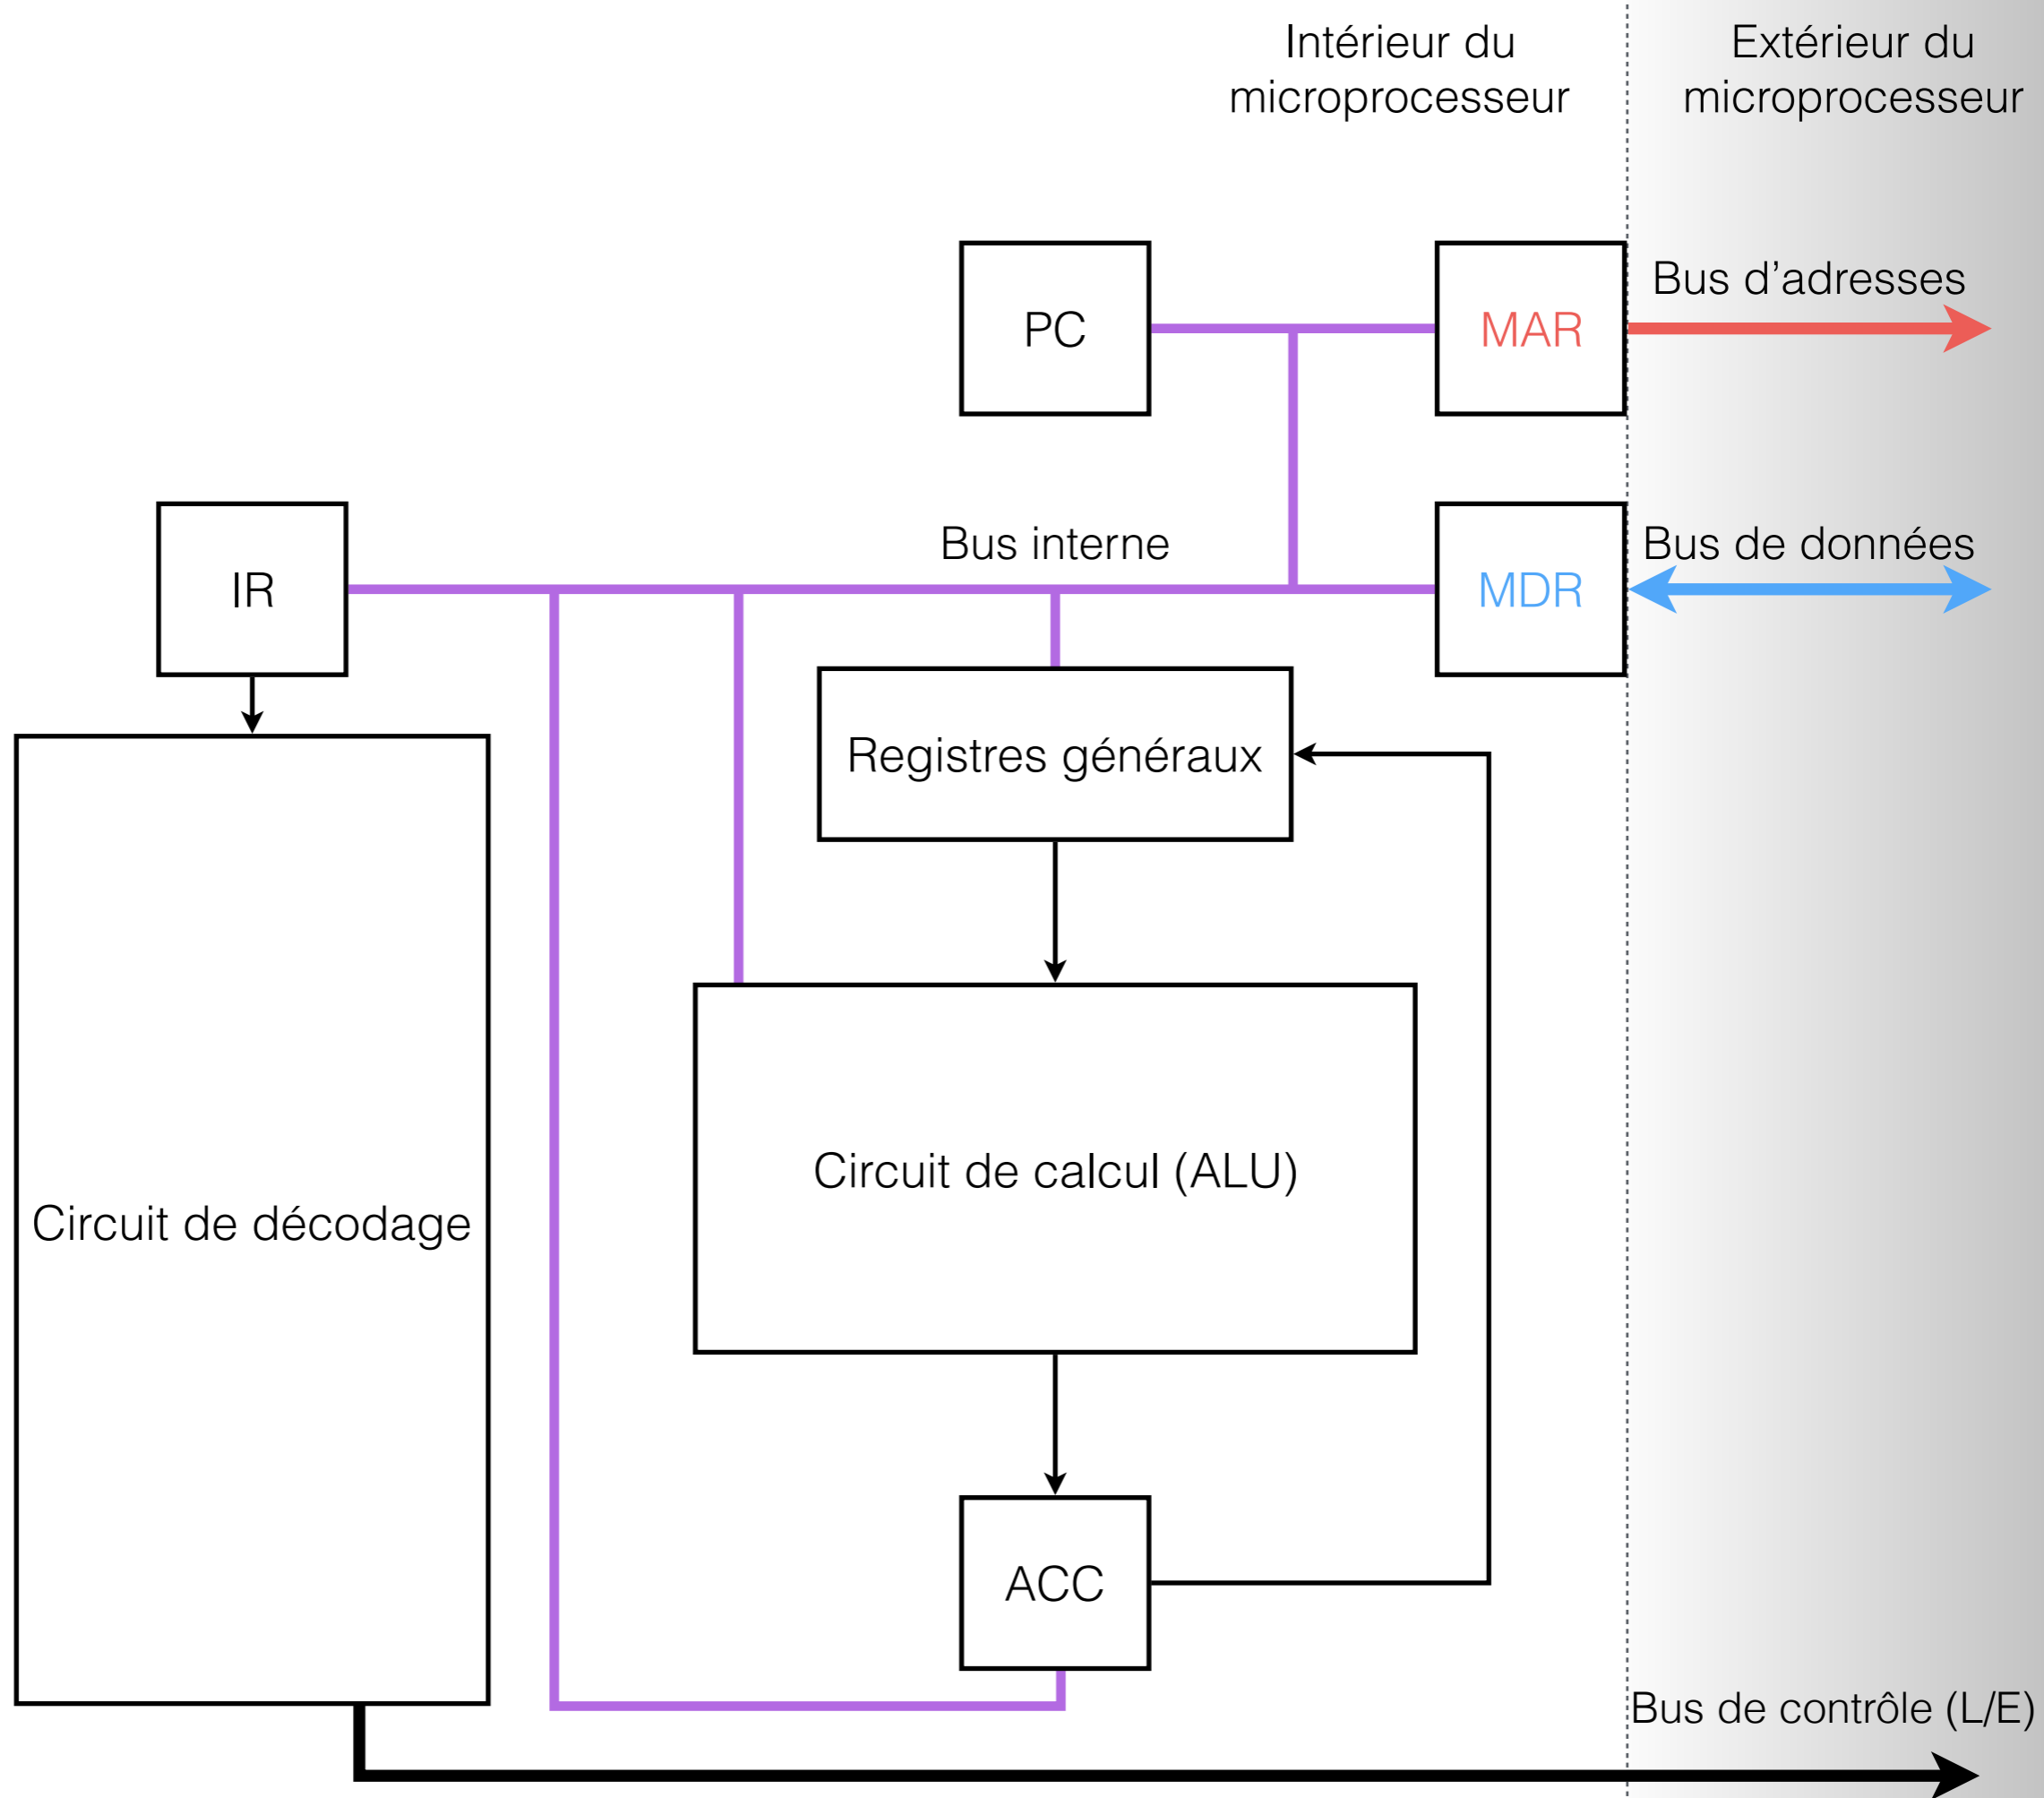 Intérieur du
microprocesseur
Extérieur du
microprocesseur
PC
MAR
Bus d’adresses
IR
Bus interne
MDR
Bus de données
Registres généraux
Circuit de calcul (ALU)
Circuit de décodage
ACC
Bus de contrôle (L/E)